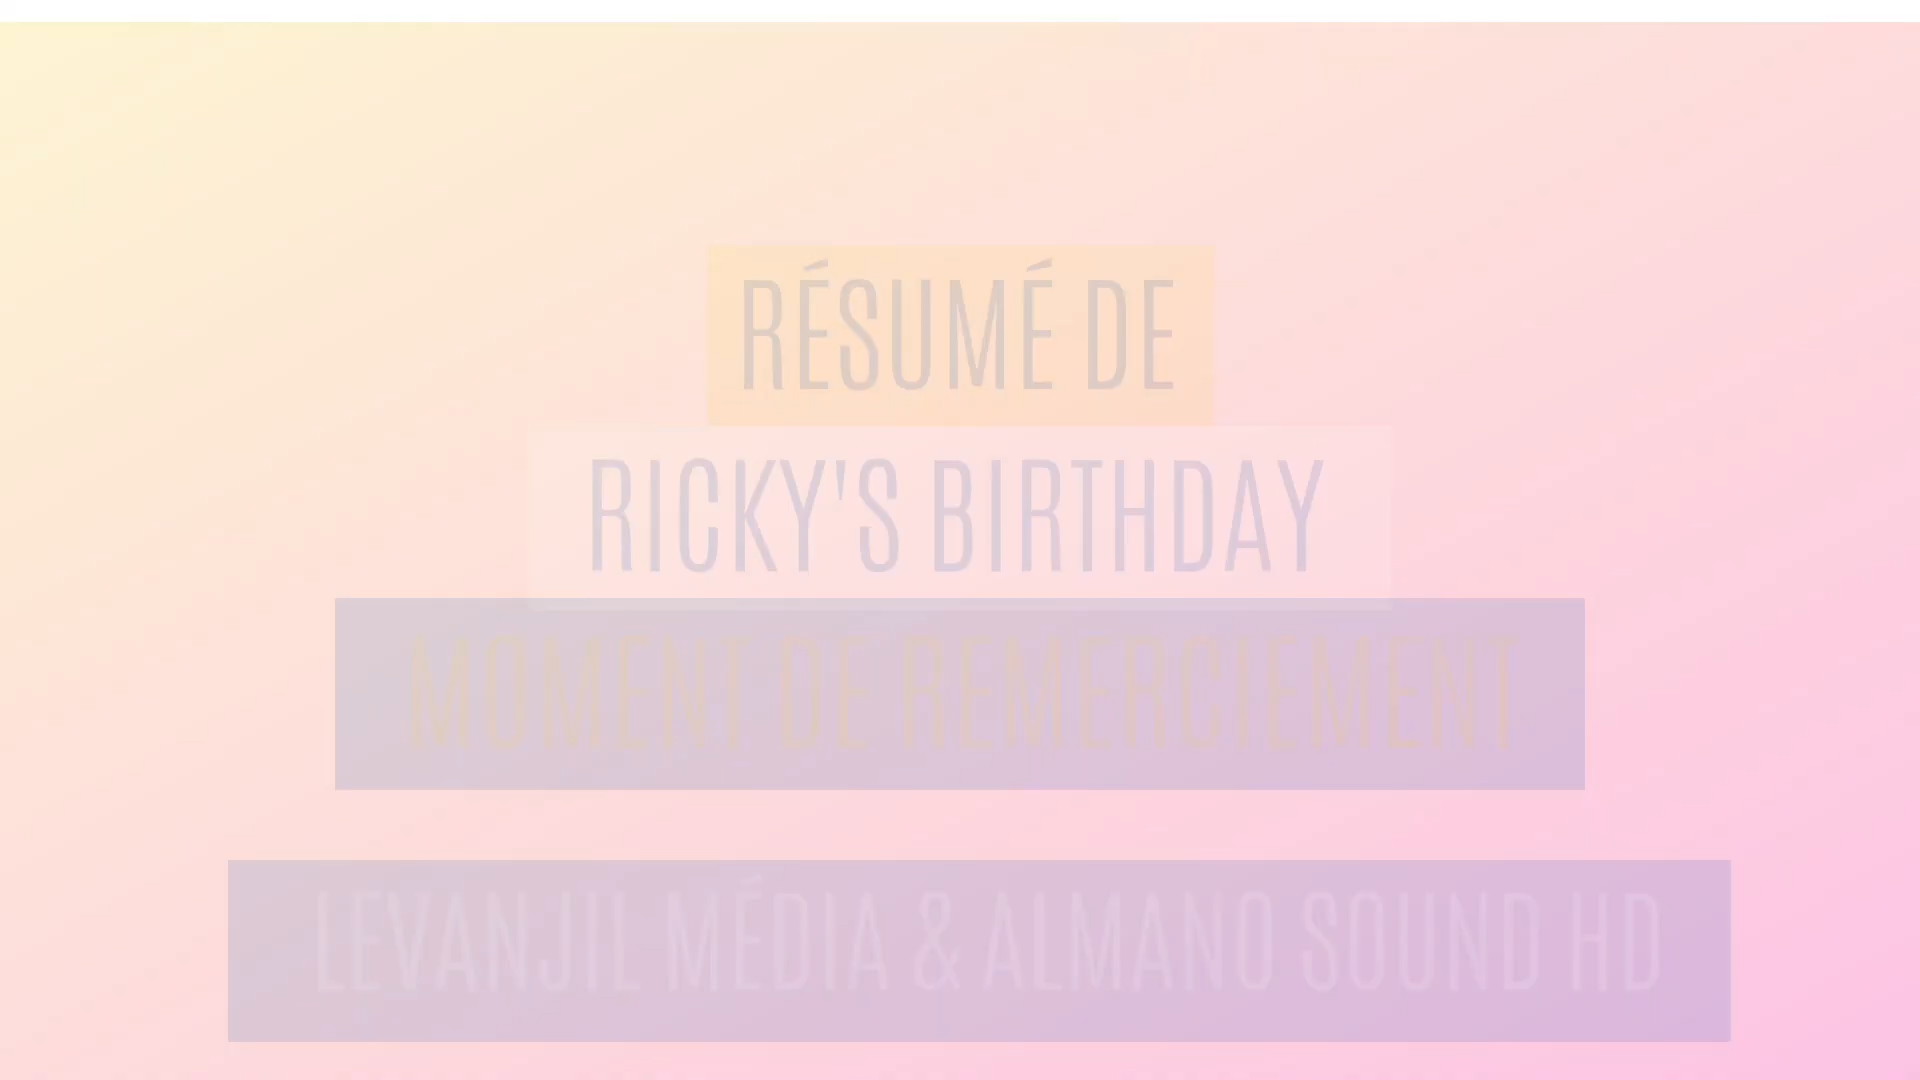 RÉSUMÉ DE
RICKY'S BIRTHDAY
MOMENT DE REMERCIEMENT
LEVANJIL MÉDIA & ALMANO SOUND HD